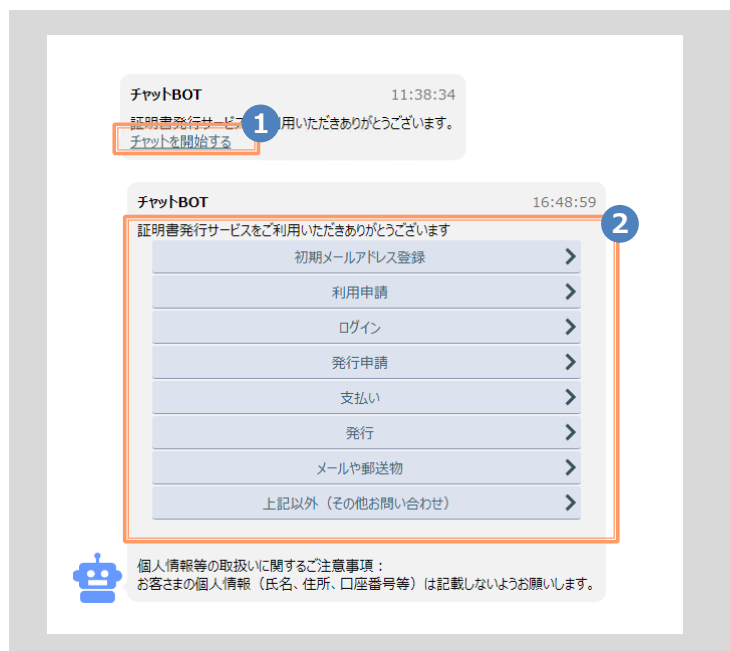 チャットBOT 11:38:34
証明書発行サービス 用いただきありがとうございます。
1
チャットを開始する
チャットBOT 16:48:59
2
証明書発行サービスをご利用いただきありがとうございます
初期メールアドレス登録
利用申請
ログイン
発行申請
支払い
発行
メールや郵送物
上記以外（その他お問い合わせ）
個人情報等の取扱いに関するご注意事項：
お客さまの個人情報（氏名、住所、口座番号等）は記載しないようお願いします。